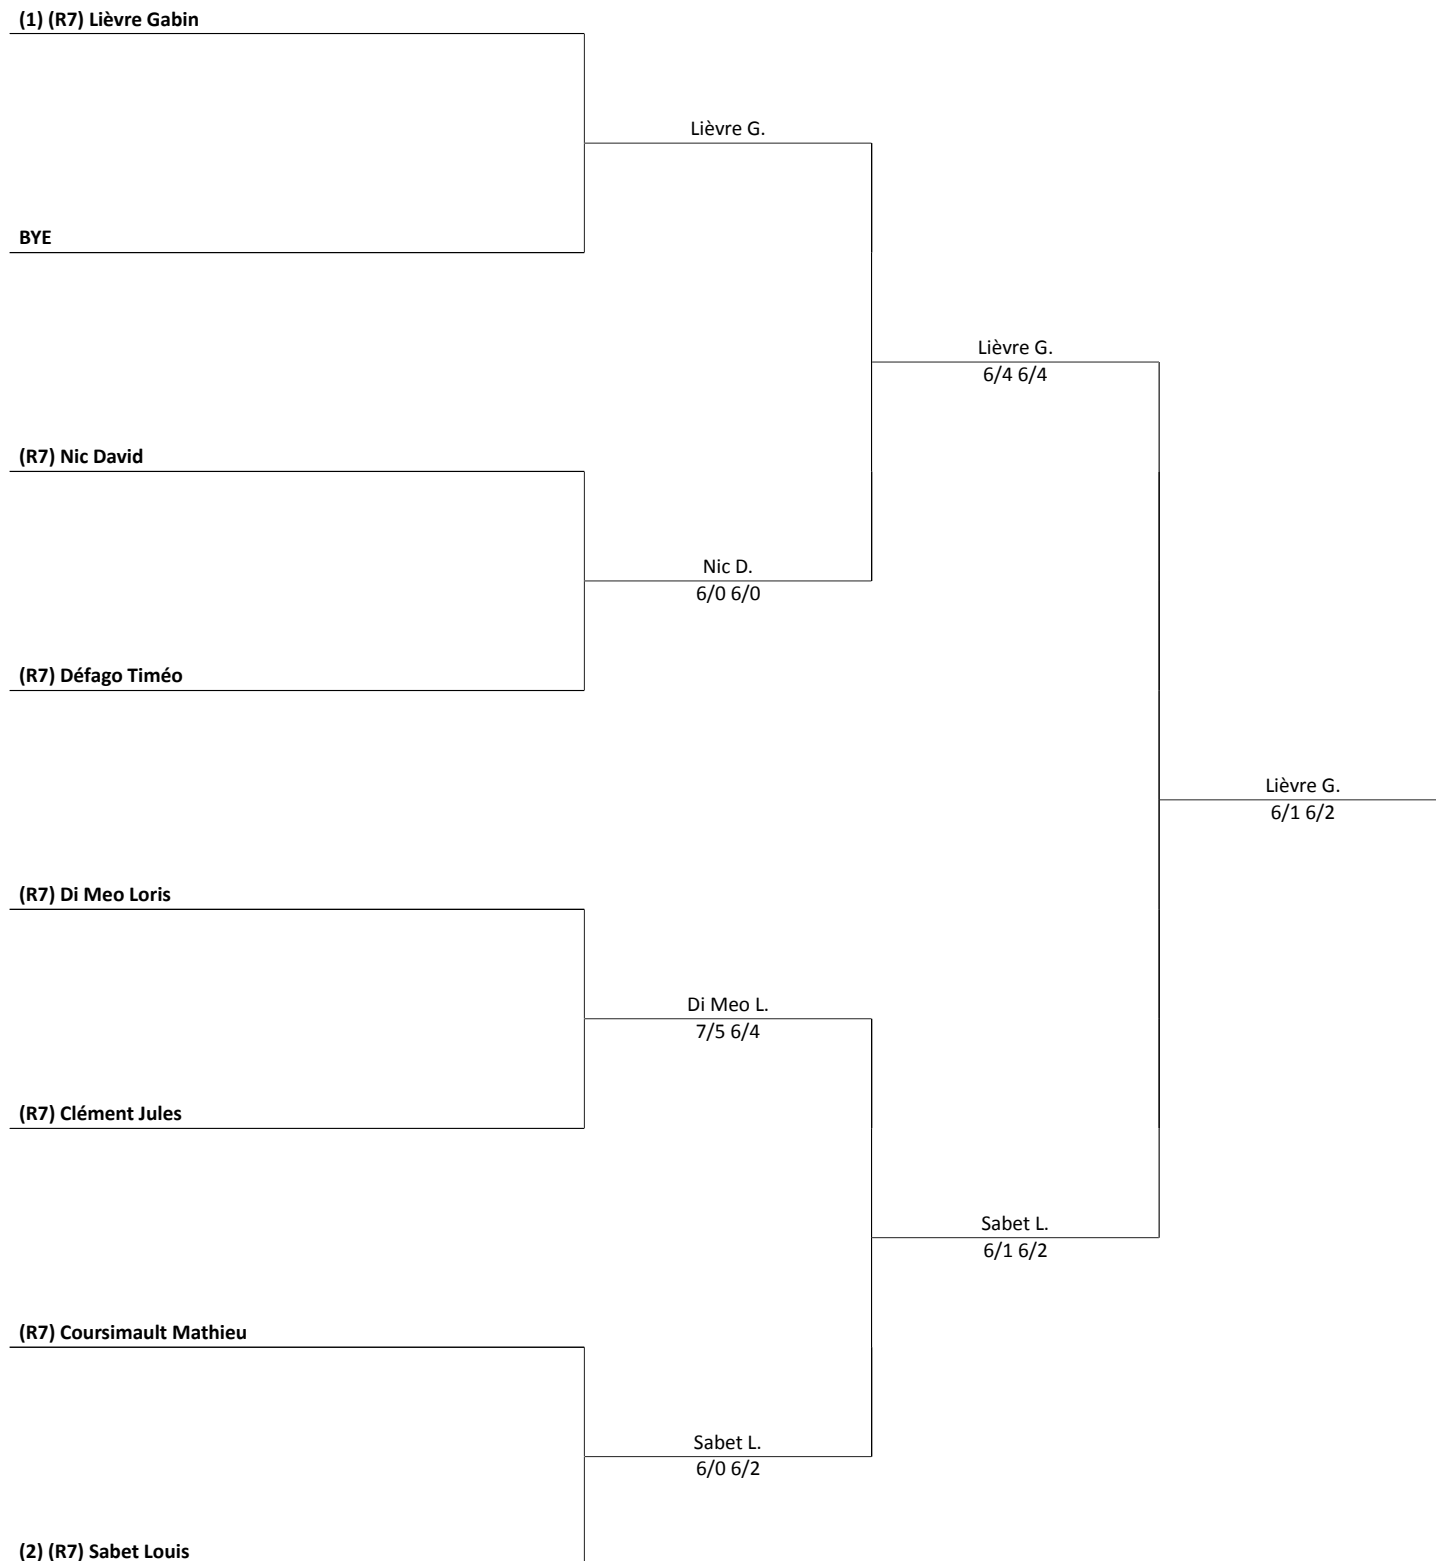 (1) (R7) Lièvre Gabin
Lièvre G.
BYE
Lièvre G.
6/4 6/4
(R7) Nic David
Nic D.
6/0 6/0
(R7) Défago Timéo
Lièvre G.
6/1 6/2
(R7) Di Meo Loris
Di Meo L.
7/5 6/4
(R7) Clément Jules
Sabet L.
6/1 6/2
(R7) Coursimault Mathieu
Sabet L.
6/0 6/2
(2) (R7) Sabet Louis